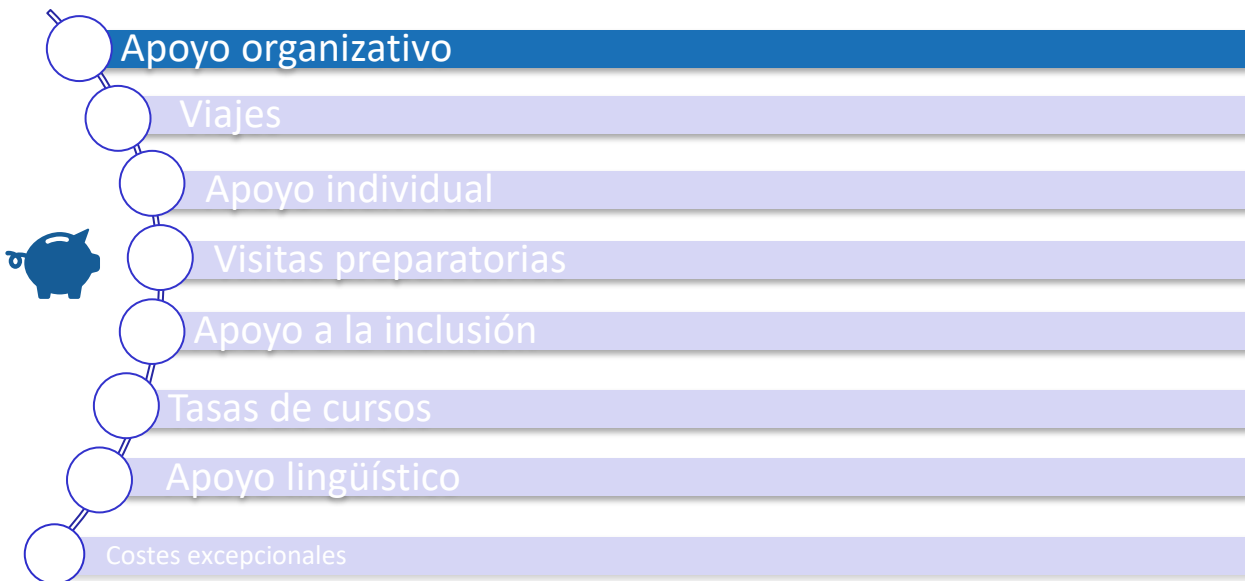 Apoyo organizativo
Viajes
Apoyo individual
Visitas preparatorias
Apoyo a la inclusión
Tasas de cursos
Apoyo lingüístico
Costes excepcionales